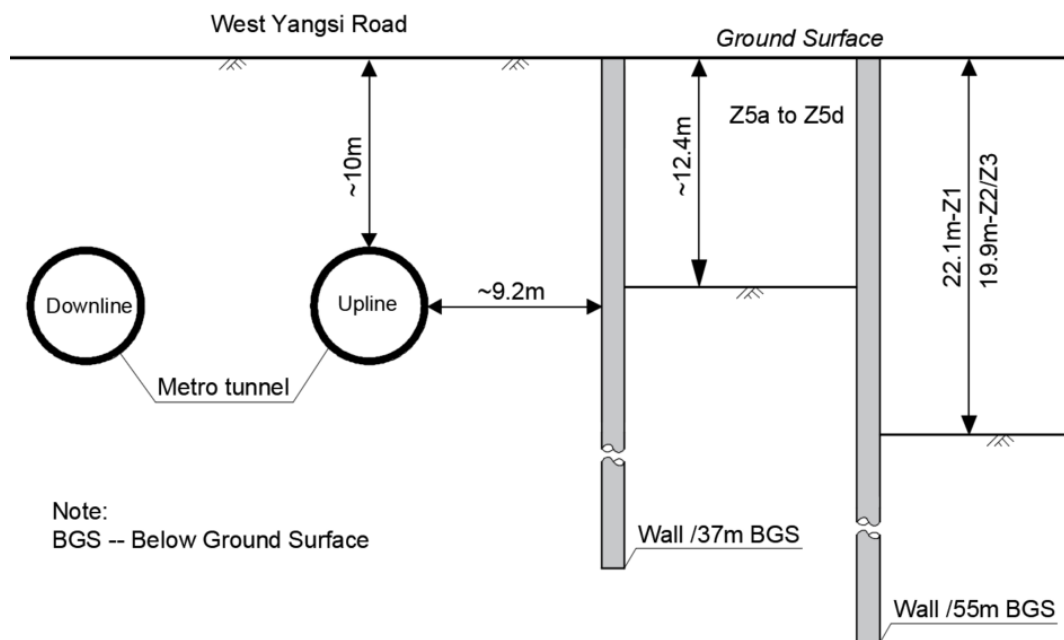 West Yangsi Road
Ground Surface
~10m
~12.4m
Z5a to Z5d
22.1m-Z1
19.9m-Z2/Z3
Downline
Upline
~9.2m
Metro tunnel
Note:
BGS -- Below Ground Surface
Wall /37m BGS
Wall /55m BGS